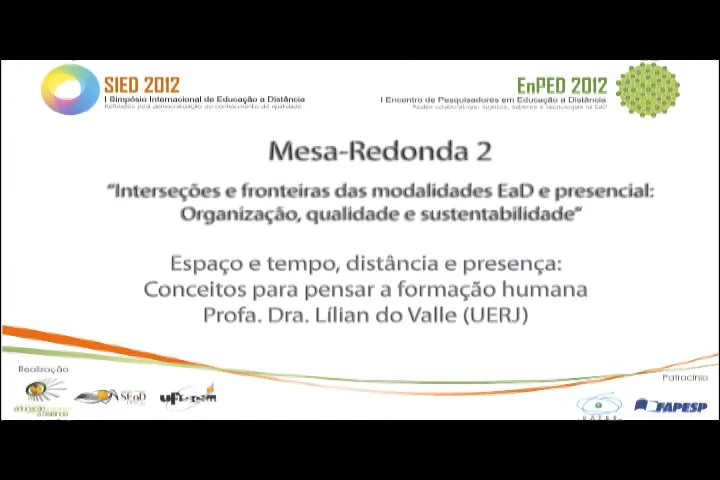 SIED 2012
I Simpósio Internacional de Educação a Distância
EnPED 2012
I Encontro de Pesquisadores em Educação a Distância
Mesa-Redonda 2
“Interseções e fronteiras das modalidades EaD e presencial:
Organização, qualidade e sustentabilidade”
Espaço e tempo, distância e presença:
Conceitos para pensar a formação humana
Profa. Dra. Lílian do Valle (UERJ)
Realização
Patrocínio
SEaD
FAPESP